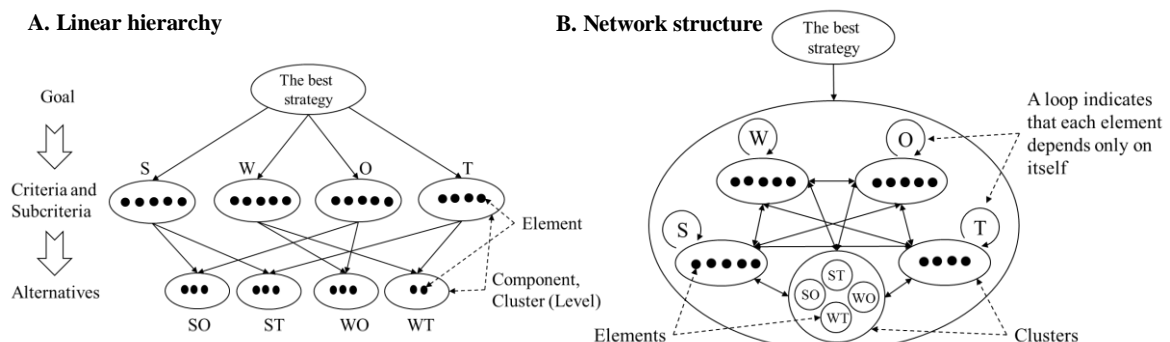 A. Linear hierarchy
The best
strategy
Goal
S
W
O
T
Criteria and
Subcriteria
Element
Alternatives
Component,
Cluster (Level)
SO
ST
WO
WT
B. Network structure
The best
strategy
A loop indicates
that each element
depends only on
itself
W
O
S
T
ST
SO
WO
WT
Elements
Clusters